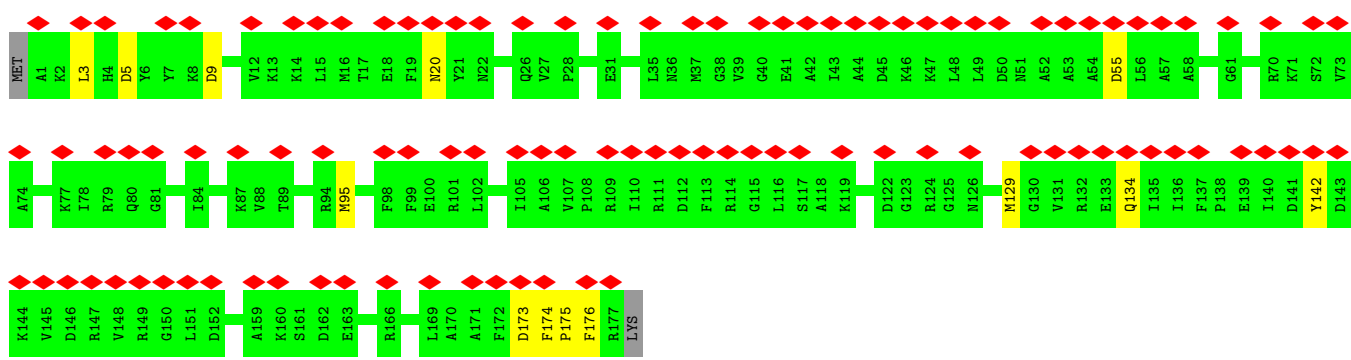 MET A1 K2 L3 H4 D5 Y6 Y7 K8 D9 V12 K13 K14 L15 M16 T17 E18 F19 N20 Y21 N22 Q26 V27 P28 E31 L35 N36 M37 G38 V39 G40 E41 A42 I43 A44 D45 K46 K47 L48 L49 D50 N51 A52 A53 A54 D55 L56 A57 A58 G61 R70 K71 S72 V73
A74 K77 I78 R79 Q80 G81 I84 K87 V88 T89 R94 M95 F98 F99 E100 R101 L102 I105 A106 V107 P108 R109 I110 R111 D112 F113 R114 G115 L116 S117 A118 K119 D122 G123 R124 G125 N126 M129 G130 V131 R132 E133 Q134 I135 I136 F137 P138 E139 I140 D141 Y142 D143
K144 V145 D146 R147 V148 R149 G150 L151 D152 A159 K160 S161 D162 E163 R166 L169 A170 A171 F172 D173 F174 P175 F176 R177 LYS